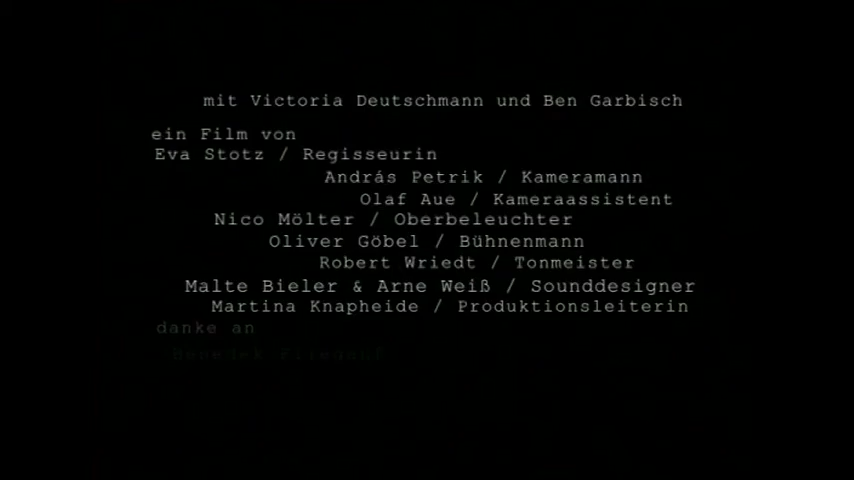 mit Victoria Deutschmann und Ben Garbisch
ein Film von
Eva Stotz / Regisseurin
András Petrik / Kameramann
Olaf Aue / Kameraassistent
Nico Mölter / Oberbeleuchter
Oliver Göbel / Bühnenmann
Robert Wriedt / Tonmeister
Malte Bieler & Arne Weiß / Sounddesigner
Martina Knapheide / Produktionsleiterin
danke an